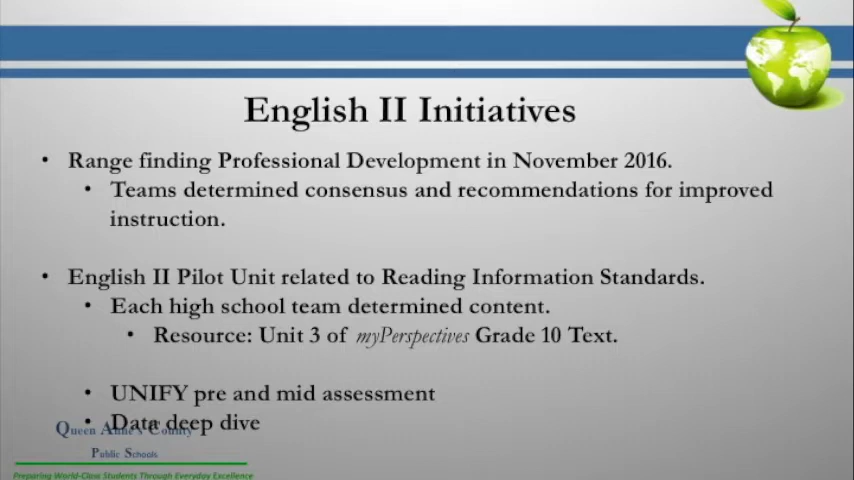 English II Initiatives
• Range finding Professional Development in November 2016.
• Teams determined consensus and recommendations for improved
instruction.
• English II Pilot Unit related to Reading Information Standards.
• Each high school team determined content.
• Resource: Unit 3 of myPerspectives Grade 10 Text.
• UNIFY pre and mid assessment
• Data deep dive
Queen Anne's County
Public Schools
Preparing World-Class Students Through Everyday Excellence